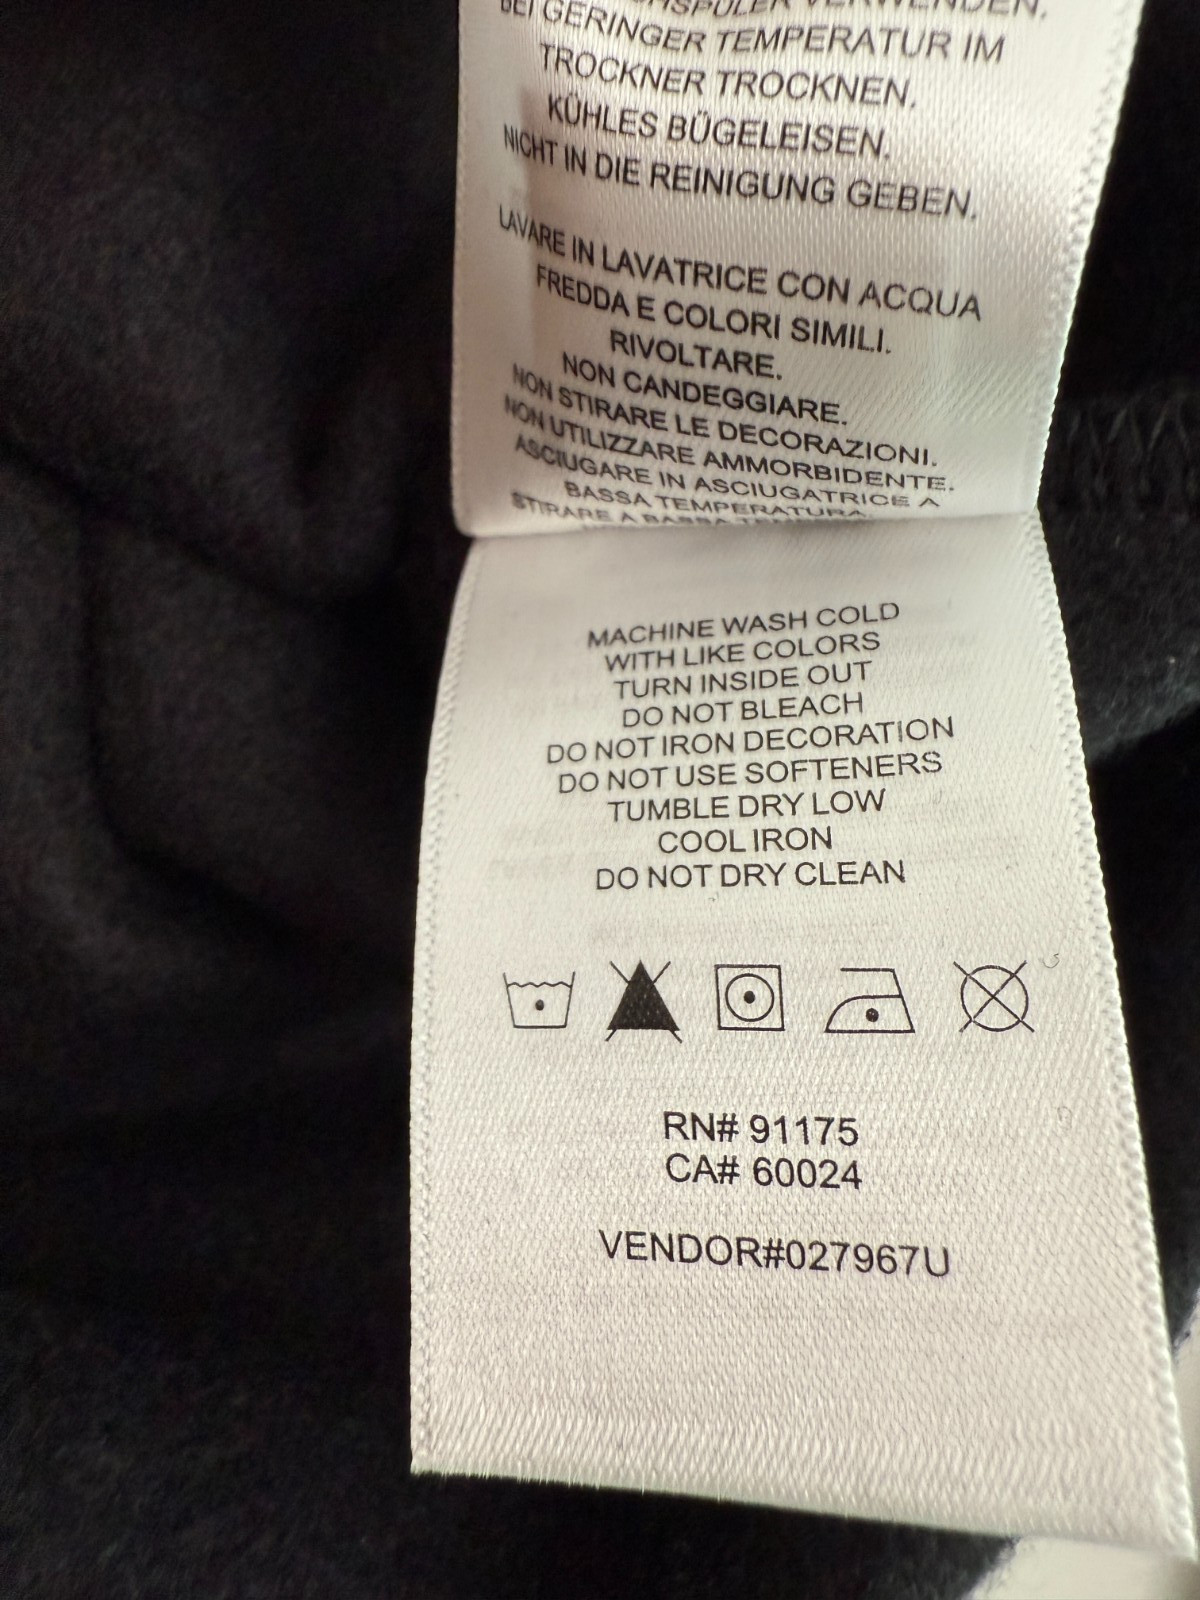 VERWENDEN.
BEI GERINGER TEMPERATUR IM
TROCKNER TROCKNEN.
KÜHLES BÜGELEISEN.
NICHT IN DIE REINIGUNG GEBEN.
LAVARE IN LAVATRICE CON ACQUA
FREDDA E COLORI SIMILI.
RIVOLTARE.
NON CANDEGGIARE.
NON STIRARE LE DECORAZIONI.
NON UTILIZZARE AMMORBIDENTE.
ASCIUGARE IN ASCIUGATRICE A
BASSA TEMPERATURA.
STIRARE A BASSA
MACHINE WASH COLD
WITH LIKE COLORS
TURN INSIDE OUT
DO NOT BLEACH
DO NOT IRON DECORATION
DO NOT USE SOFTENERS
TUMBLE DRY LOW
COOL IRON
DO NOT DRY CLEAN
RN# 91175
CA# 60024
VENDOR#027967U